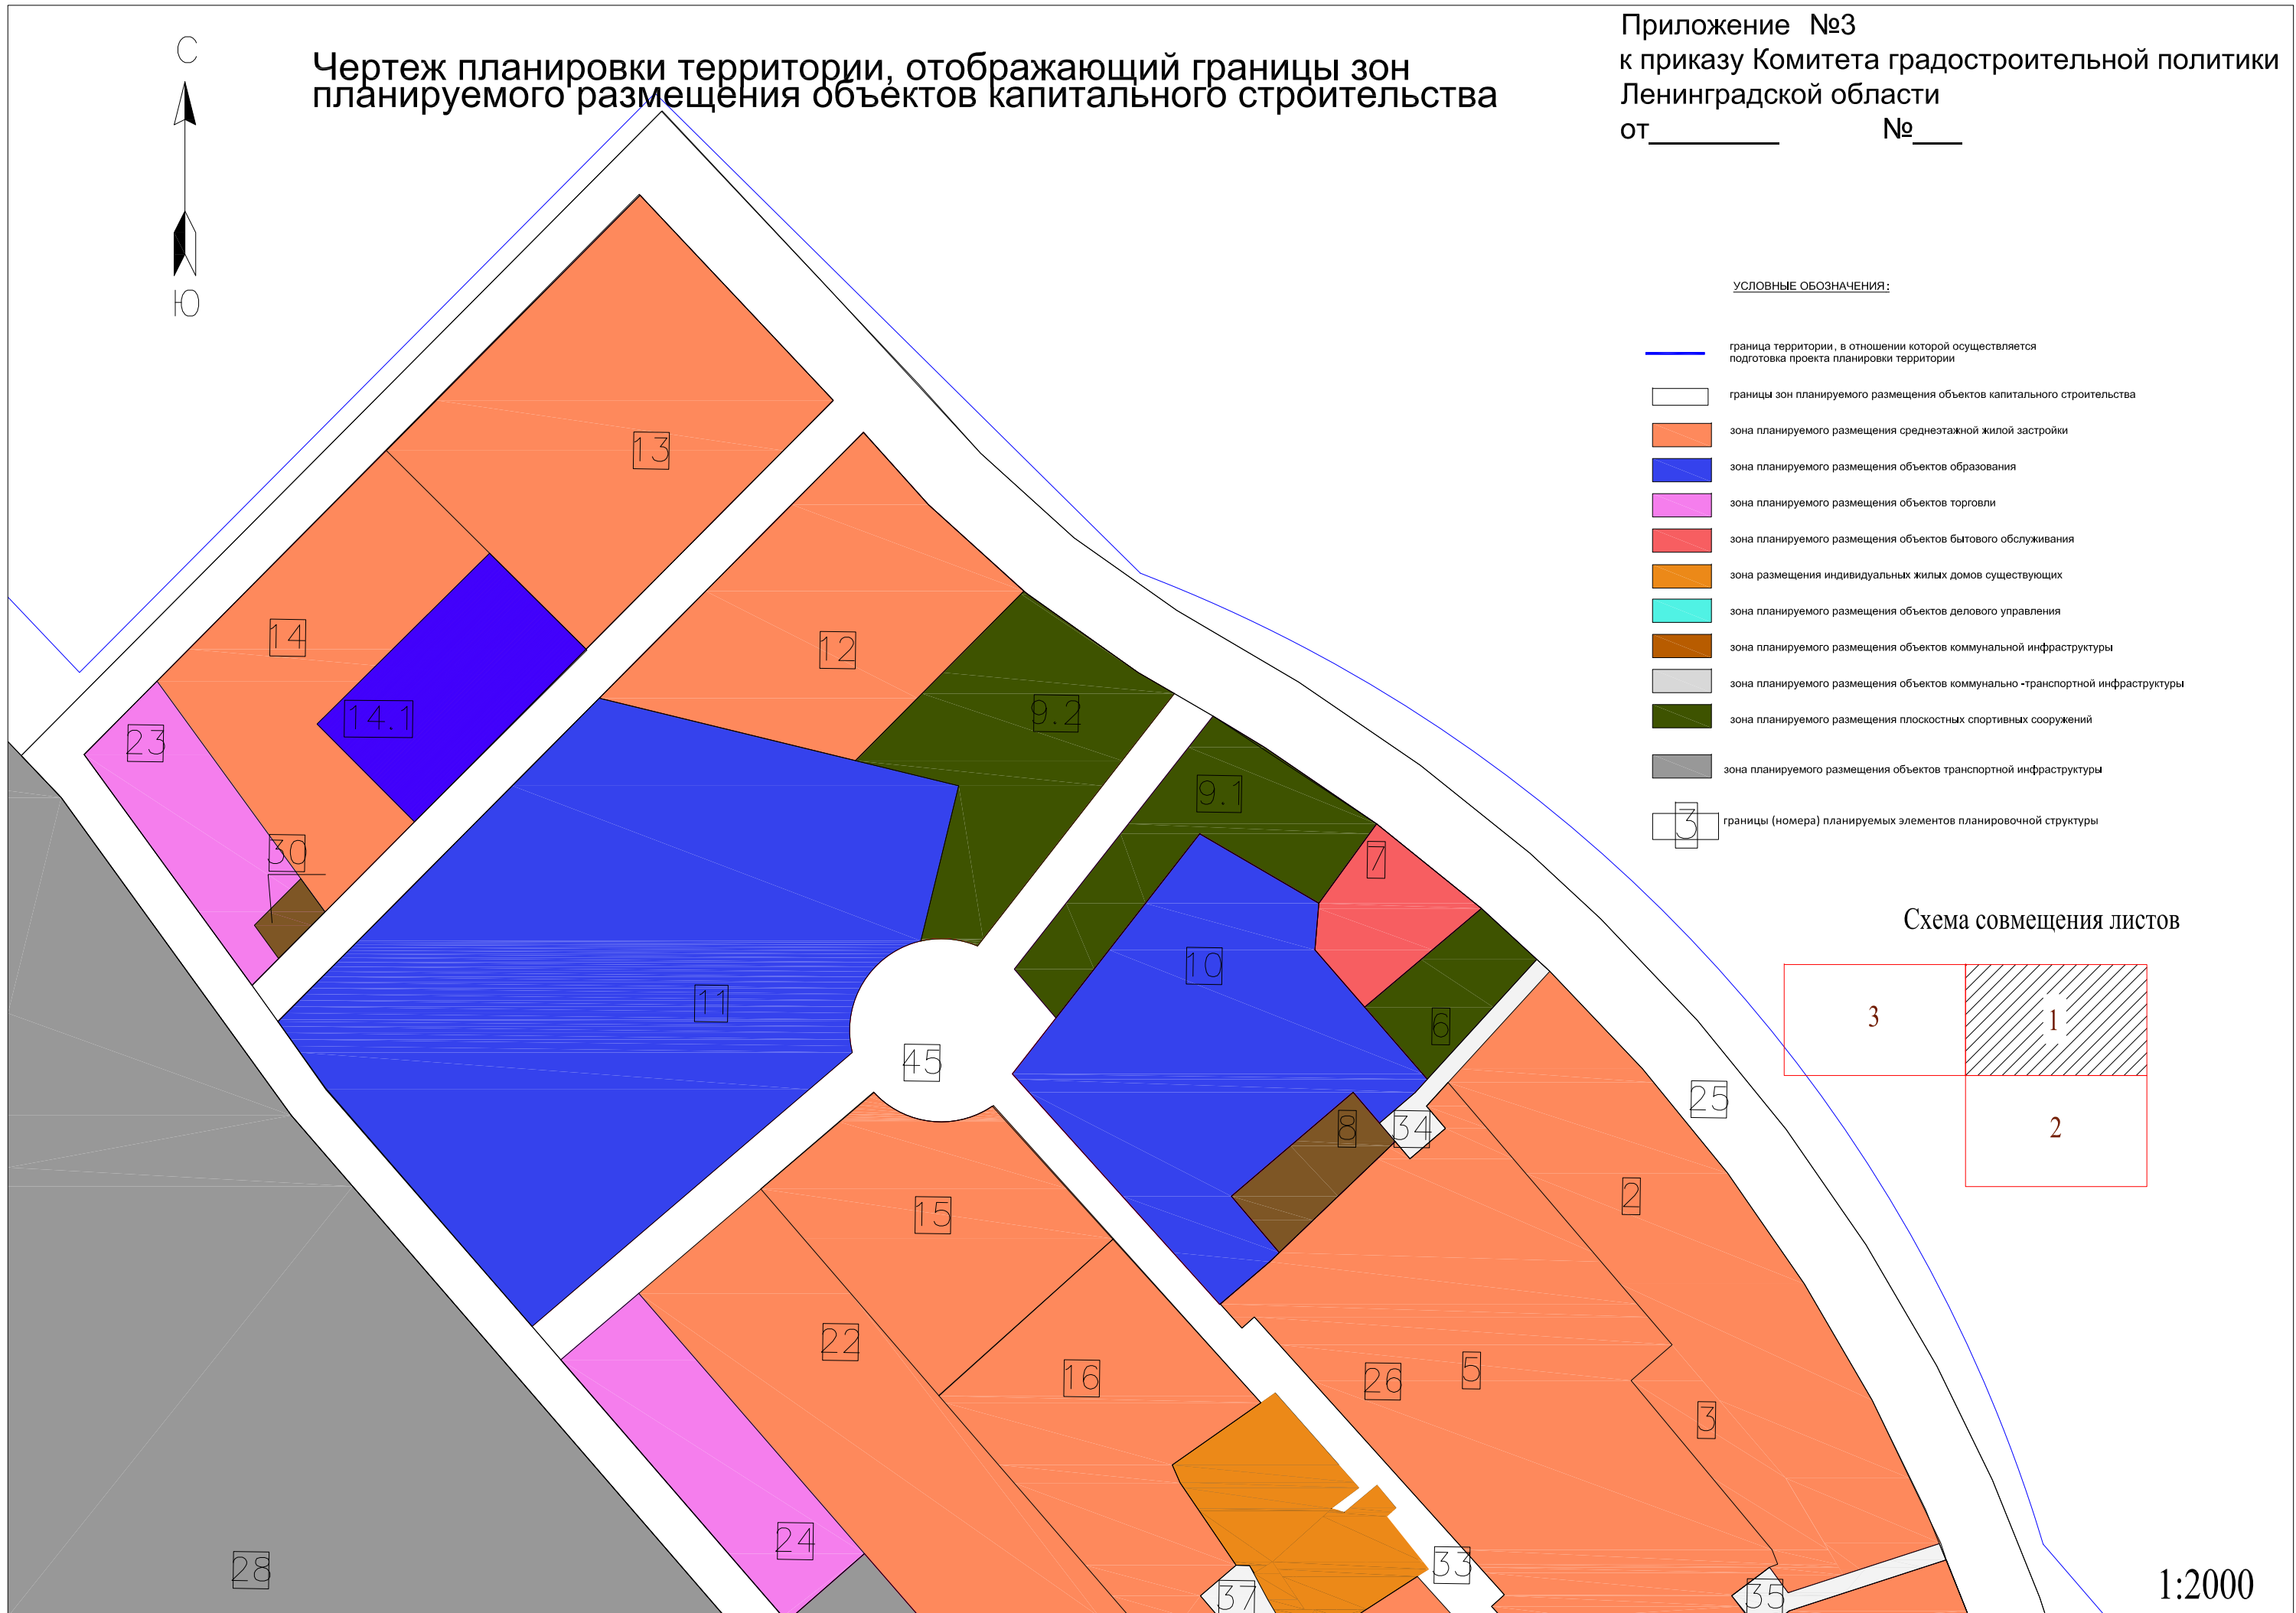 Приложение №3
к приказу Комитета градостроительной политики
Ленинградской области
от_________ №___
С
Ю
Чертеж планировки территории, отображающий границы зон
планируемого размещения объектов капитального строительства
УСЛОВНЫЕ ОБОЗНАЧЕНИЯ:
граница территории, в отношении которой осуществляется
подготовка проекта планировки территории
границы зон планируемого размещения объектов капитального строительства
зона планируемого размещения среднеэтажной жилой застройки
зона планируемого размещения объектов образования
зона планируемого размещения объектов торговли
зона планируемого размещения объектов бытового обслуживания
зона размещения индивидуальных жилых домов существующих
зона планируемого размещения объектов делового управления
зона планируемого размещения объектов коммунальной инфраструктуры
зона планируемого размещения объектов коммунально-транспортной инфраструктуры
зона планируемого размещения плоскостных спортивных сооружений
зона планируемого размещения объектов транспортной инфраструктуры
3
границы (номера) планируемых элементов планировочной структуры
Схема совмещения листов
3
1
2
13
14
12
14.1
9.2
23
9.1
30
7
10
11
6
45
25
8
34
2
15
22
16
26
5
3
24
28
33
37
35
1:2000